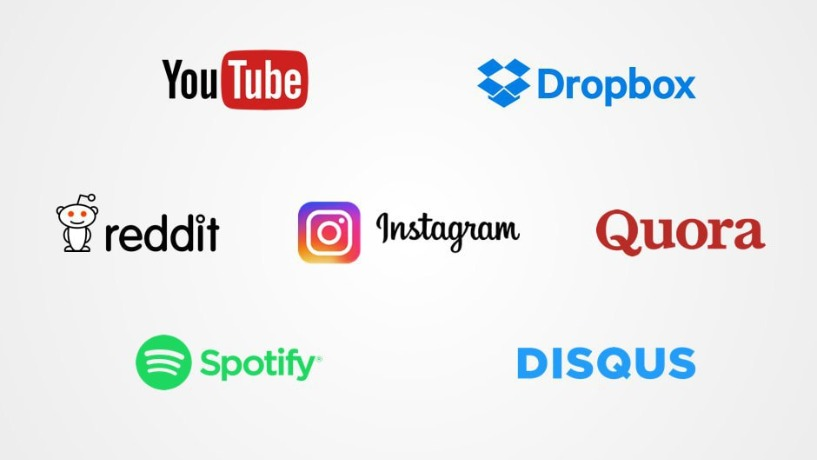 YouTube
Dropbox
reddit
Instagram
Quora
Spotify®
DISQUS